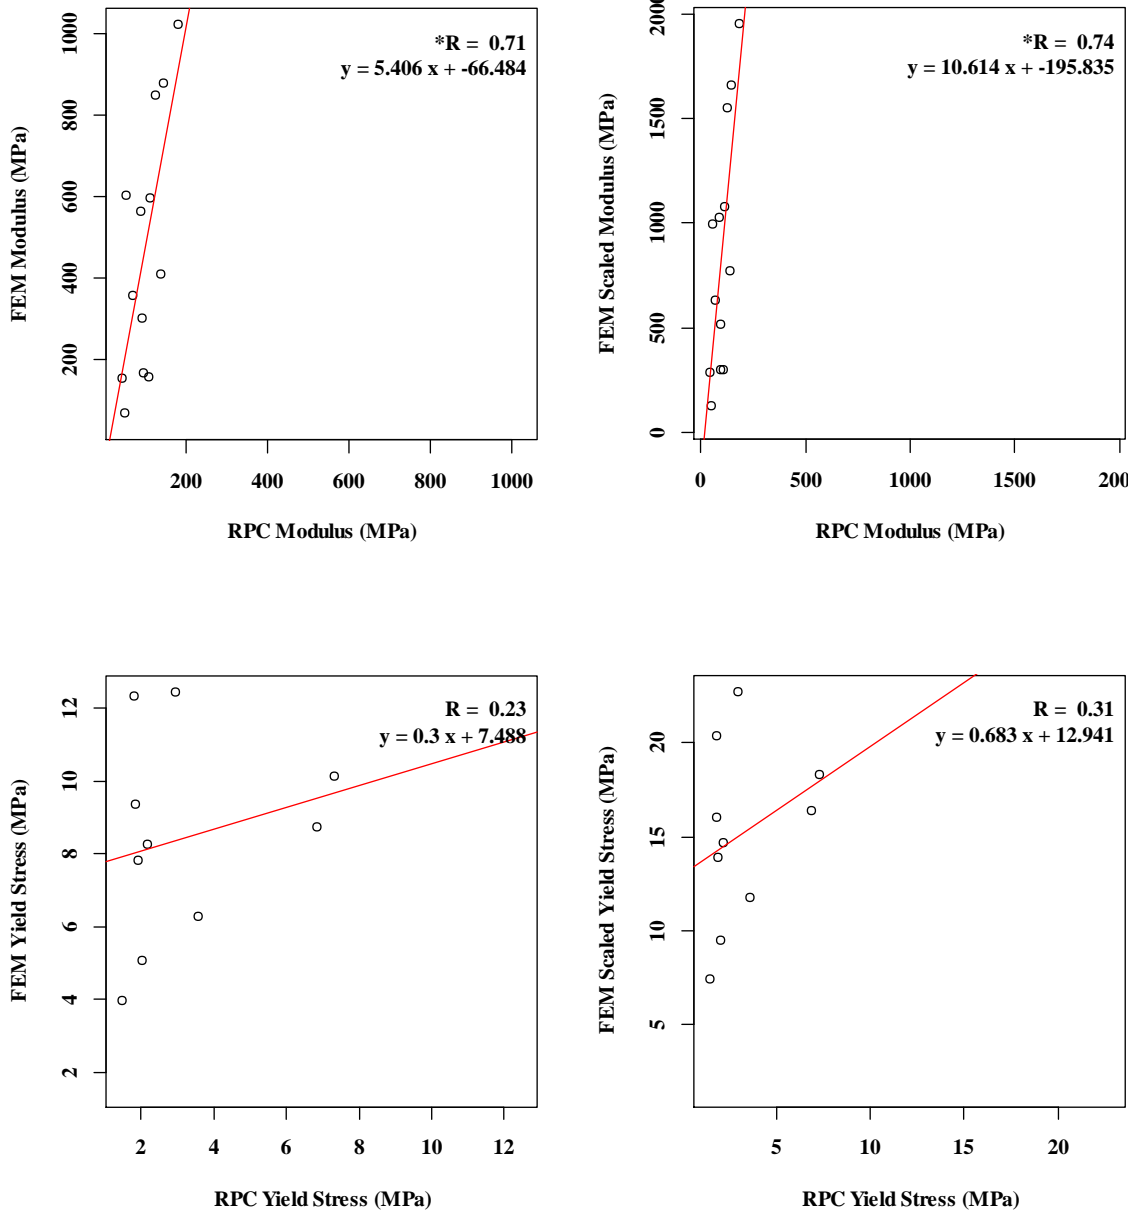 *R = 0.71
y = 5.406 x + -66.484
FEM Modulus (MPa)
1000
800
600
400
200
200 400 600 800 1000
RPC Modulus (MPa)
*R = 0.74
y = 10.614 x + -195.835
FEM Scaled Modulus (MPa)
2000
1500
1000
500
0
0 500 1000 1500 200
RPC Modulus (MPa)
R = 0.23
y = 0.3 x + 7.488
FEM Yield Stress (MPa)
12
10
8
6
4
2
2 4 6 8 10 12
RPC Yield Stress (MPa)
R = 0.31
y = 0.683 x + 12.941
FEM Scaled Yield Stress (MPa)
20
15
10
5
5 10 15 20
RPC Yield Stress (MPa)